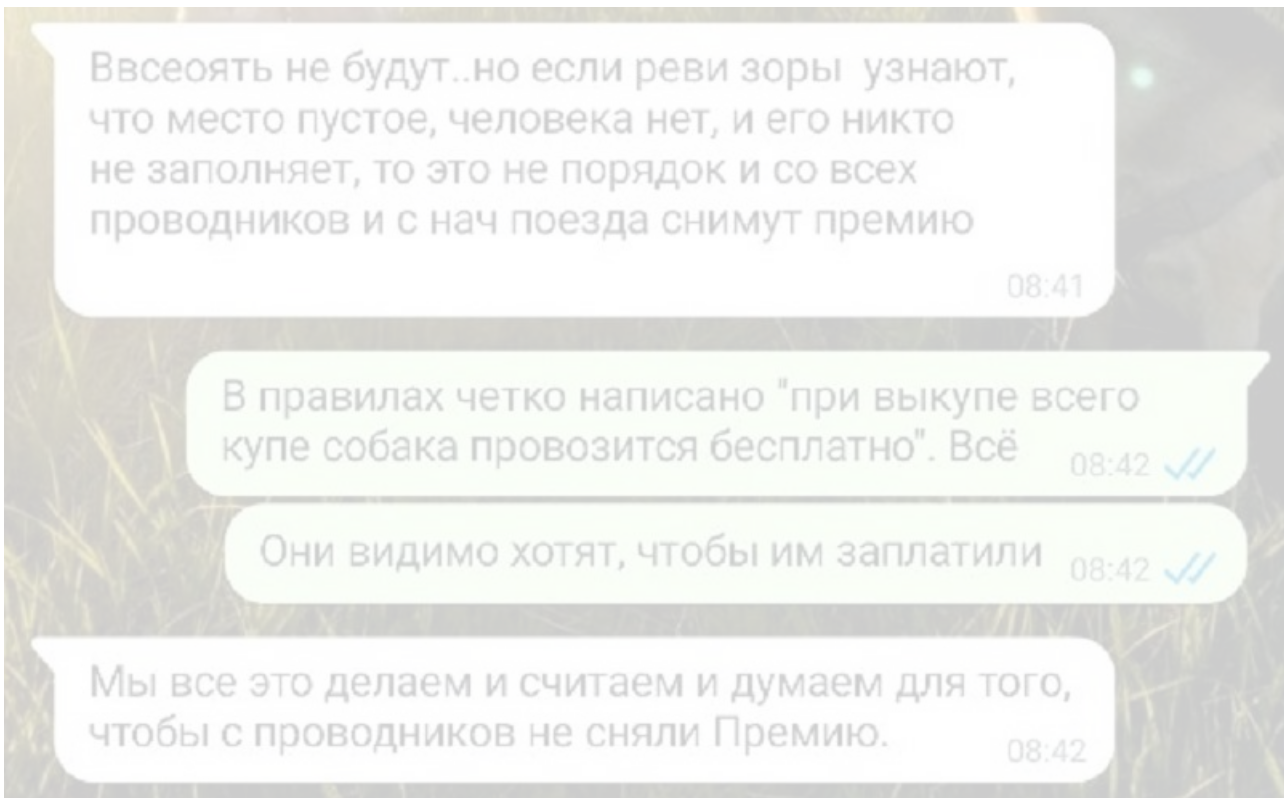 Ввсеоять не будут..но если реви зоры  узнают,
что место пустое, человека нет, и его никто
не заполняет, то это не порядок и со всех
проводников и с нач поезда снимут премию
08:41
В правилах четко написано "при выкупе всего
купе собака провозится бесплатно". Всё 08:42
Они видимо хотят, чтобы им заплатили 08:42
Мы все это делаем и считаем и думаем для того,
чтобы с проводников не сняли Премию. 08:42